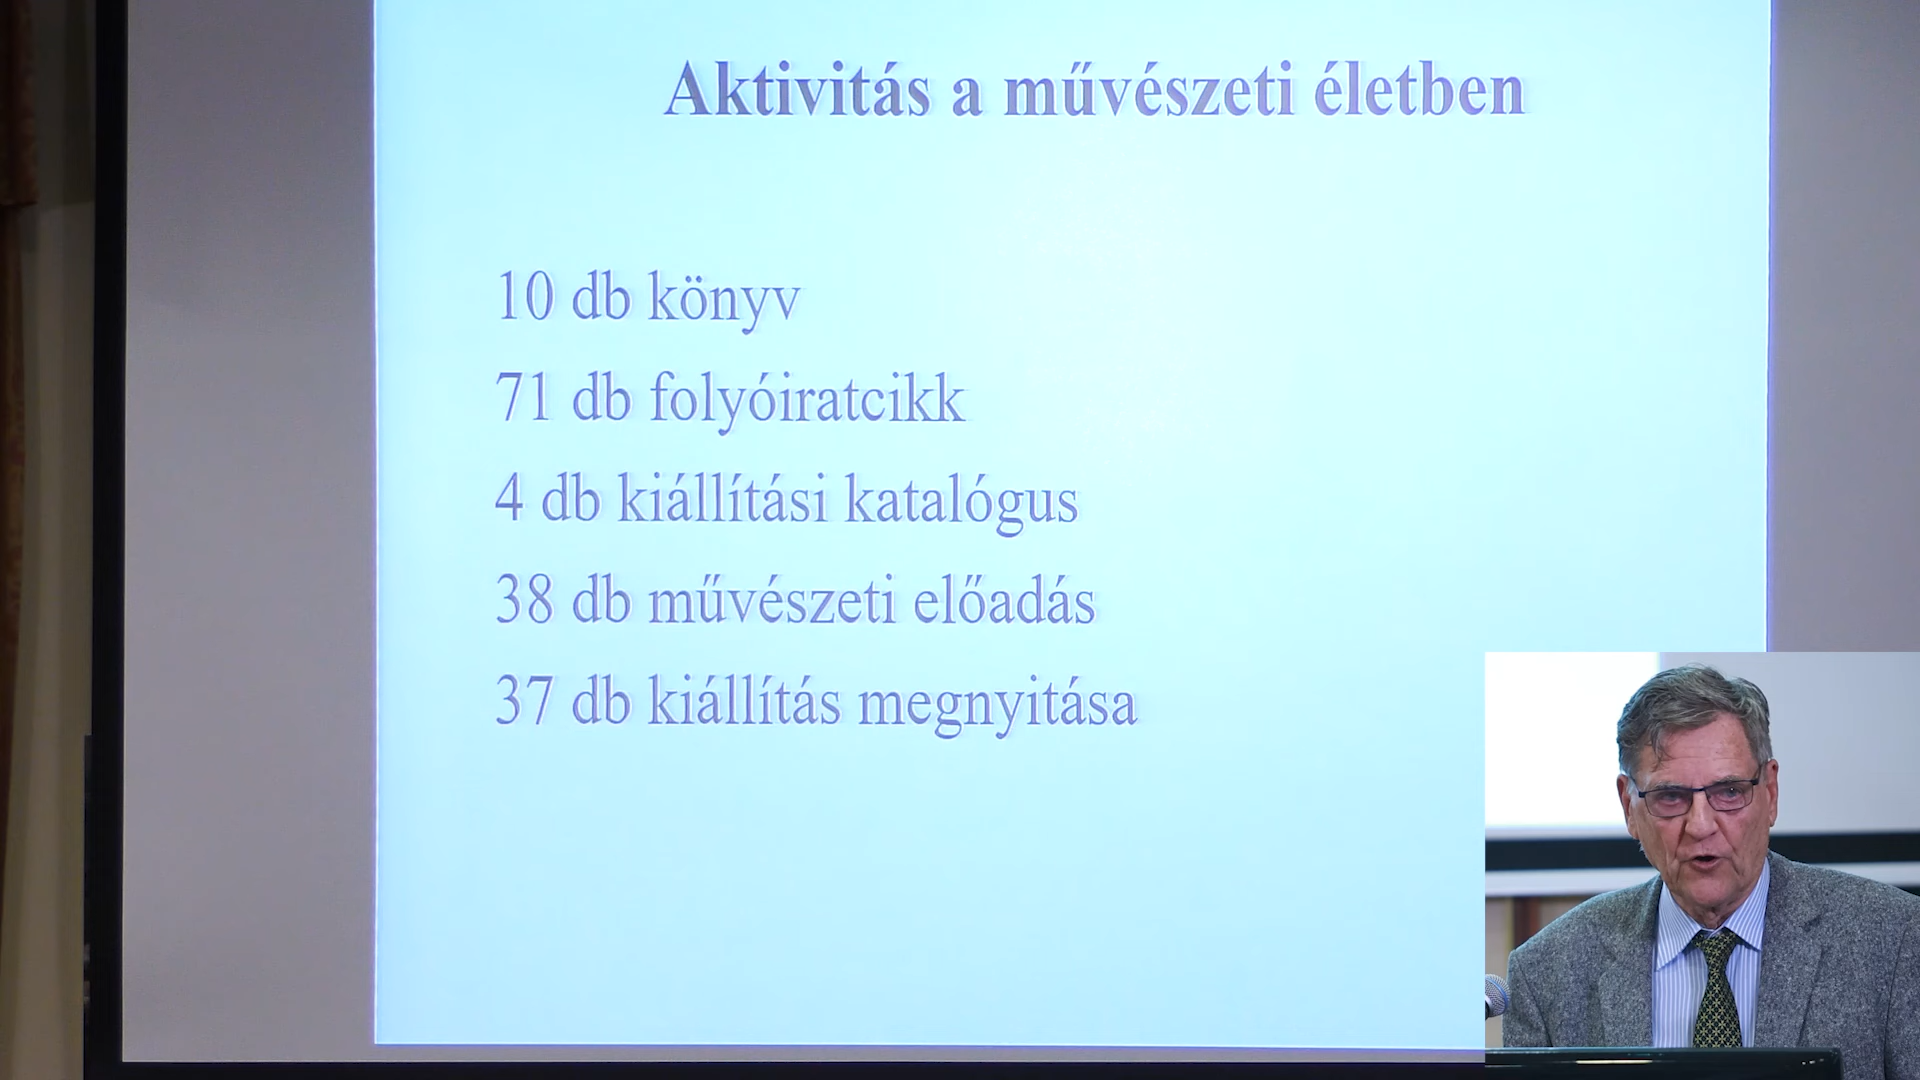 Aktivitás a művészeti életben
10 db könyv
71 db folyóiratcikk
4 db kiállítási katalógus
38 db művészeti előadás
37 db kiállítás megnyitása